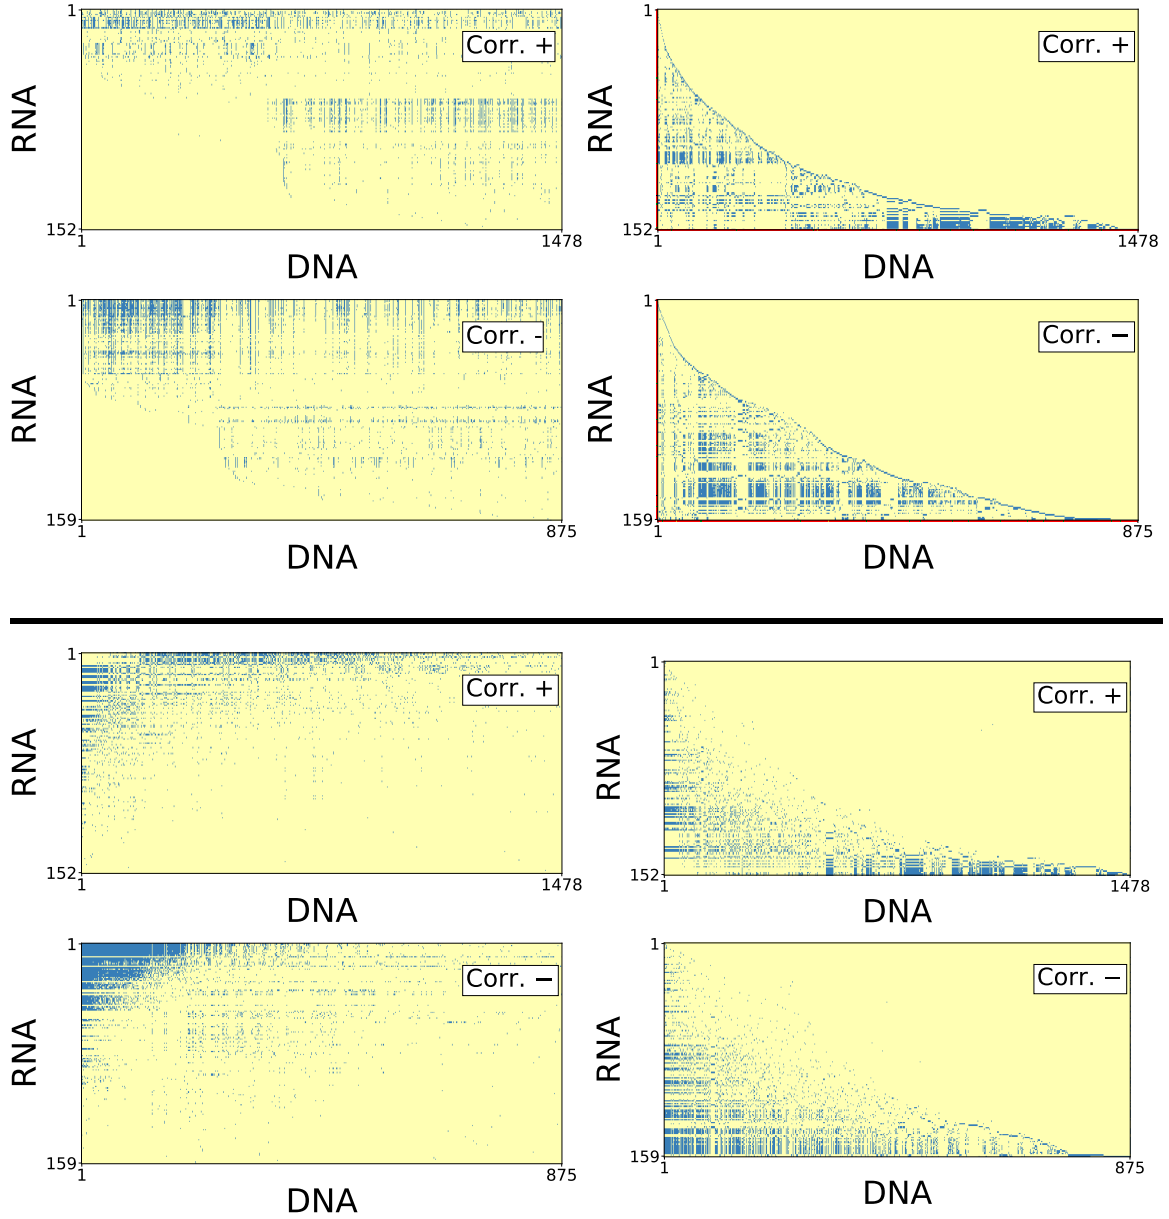 1
Corr. +
RNA
152
1
1478
DNA
1
Corr. +
RNA
152
1
1478
DNA
1
Corr. -
RNA
159
1
875
DNA
1
Corr. −
RNA
159
1
875
DNA
1
Corr. +
RNA
152
1
1478
DNA
1
Corr. +
RNA
152
1
1478
DNA
1
Corr. −
RNA
159
1
875
DNA
1
Corr. −
RNA
159
1
875
DNA